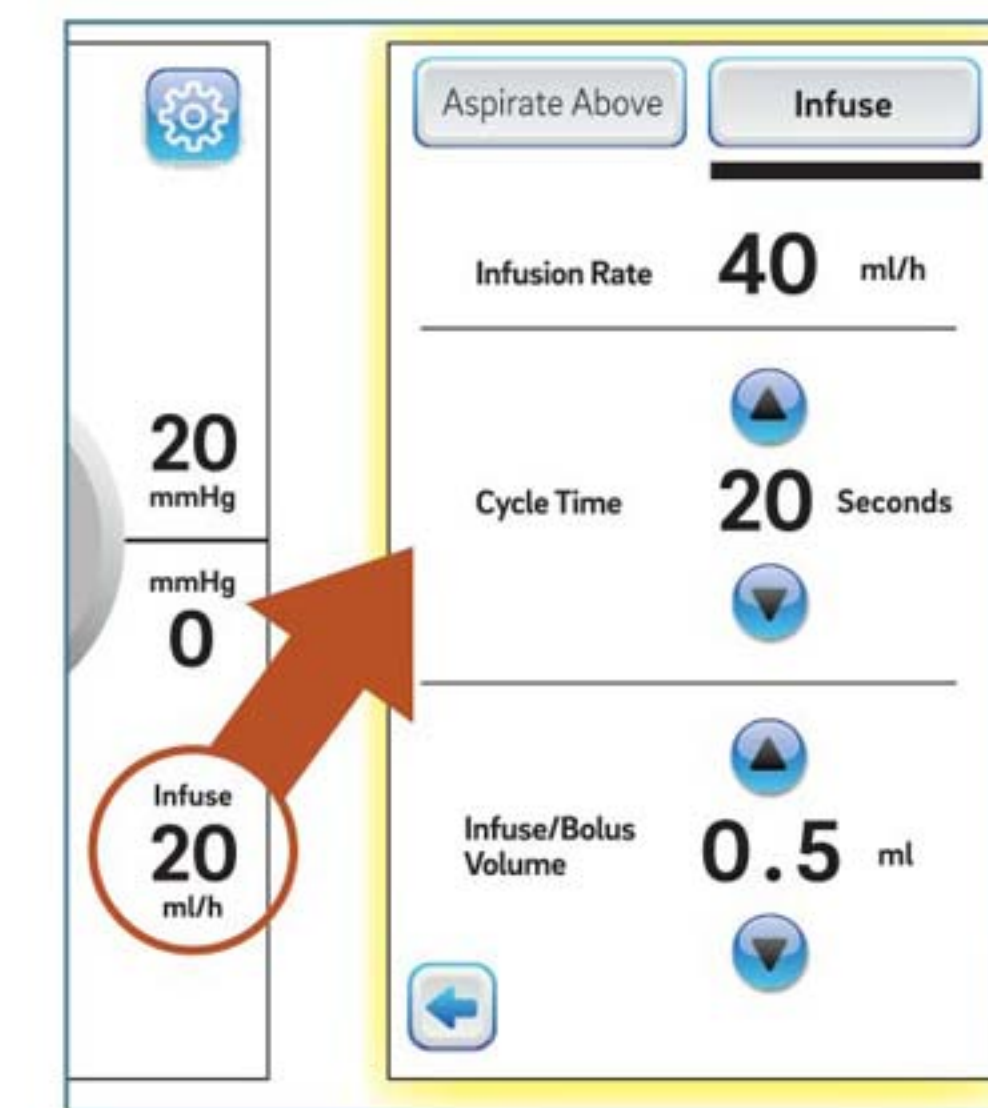 20
mmHg
mmHg
0
Infuse
20
ml/h
Aspirate Above
Infuse
Infusion Rate 40 ml/h
Cycle Time 20 Seconds
Infuse/Bolus
Volume 0.5 ml